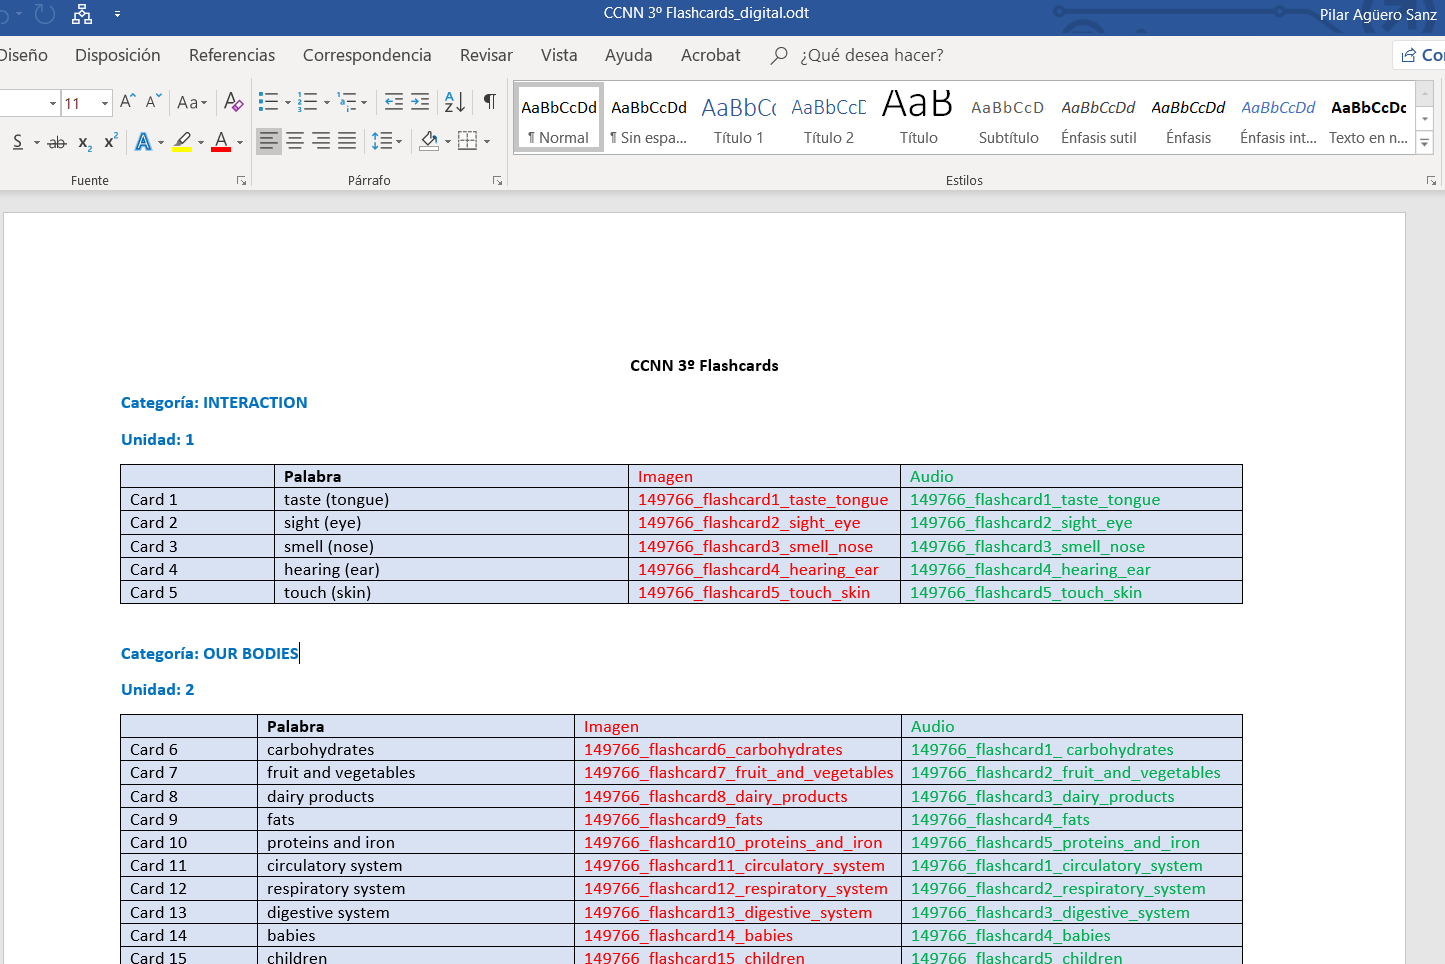 CCNN 3º Flashcards_digital.odt
Pilar Agüero Sanz
Diseño Disposición Referencias Correspondencia Revisar Vista Ayuda Acrobat ¿Qué desea hacer?
11 Aa
AaBbCcDd AaBbCcDd AaBbCc AaBbCcD AaB AaBbCcD AaBbCcDd AaBbCcDd AaBbCcDd AaBbCcDc
¶ Normal ¶ Sin espa... Título 1 Título 2 Título Subtítulo Énfasis sutil Énfasis Énfasis int... Texto en n...
Fuente Párrafo Estilos
CCNN 3º Flashcards
Categoría: INTERACTION
Unidad: 1
Palabra Imagen Audio
Card 1 taste (tongue) 149766_flashcard1_taste_tongue 149766_flashcard1_taste_tongue
Card 2 sight (eye) 149766_flashcard2_sight_eye 149766_flashcard2_sight_eye
Card 3 smell (nose) 149766_flashcard3_smell_nose 149766_flashcard3_smell_nose
Card 4 hearing (ear) 149766_flashcard4_hearing_ear 149766_flashcard4_hearing_ear
Card 5 touch (skin) 149766_flashcard5_touch_skin 149766_flashcard5_touch_skin
Categoría: OUR BODIES
Unidad: 2
Palabra Imagen Audio
Card 6 carbohydrates 149766_flashcard6_carbohydrates 149766_flashcard1_ carbohydrates
Card 7 fruit and vegetables 149766_flashcard7_fruit_and_vegetables 149766_flashcard2_fruit_and_vegetables
Card 8 dairy products 149766_flashcard8_dairy_products 149766_flashcard3_dairy_products
Card 9 fats 149766_flashcard9_fats 149766_flashcard4_fats
Card 10 proteins and iron 149766_flashcard10_proteins_and_iron 149766_flashcard5_proteins_and_iron
Card 11 circulatory system 149766_flashcard11_circulatory_system 149766_flashcard1_circulatory_system
Card 12 respiratory system 149766_flashcard12_respiratory_system 149766_flashcard2_respiratory_system
Card 13 digestive system 149766_flashcard13_digestive_system 149766_flashcard3_digestive_system
Card 14 babies 149766_flashcard14_babies 149766_flashcard4_babies
Card 15 children 149766_flashcard15_children 149766_flashcard5_children